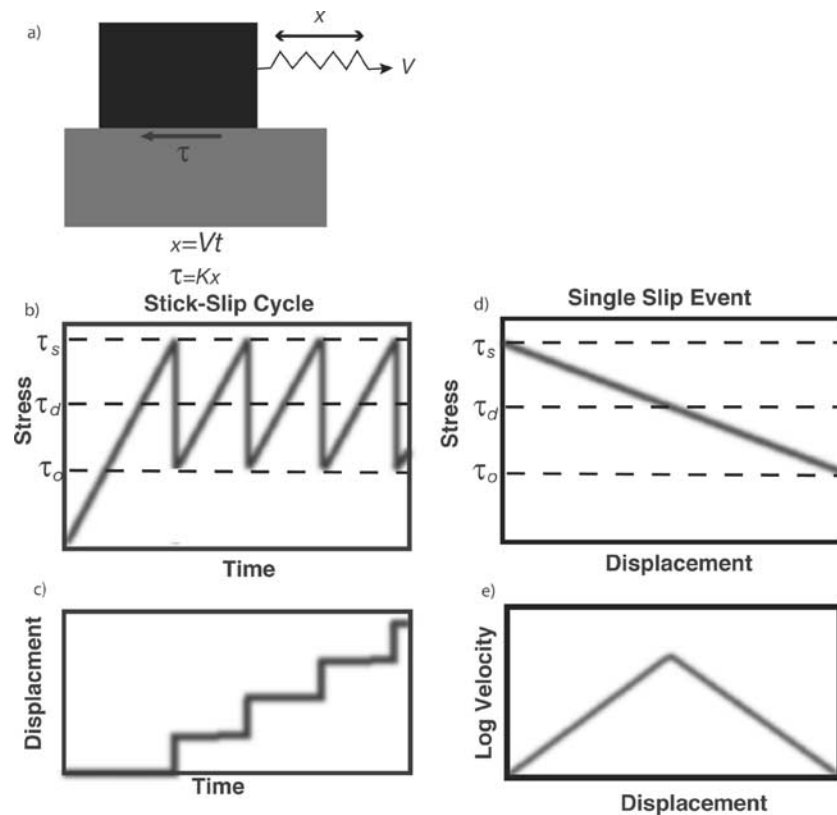 a)
x
V
τ
x=Vt
τ=Kx
b)
Stick-Slip Cycle
τs
τd
τo
Stress
Time
d)
Single Slip Event
τs
τd
τo
Stress
Displacement
c)
Displacment
Time
e)
Log Velocity
Displacement